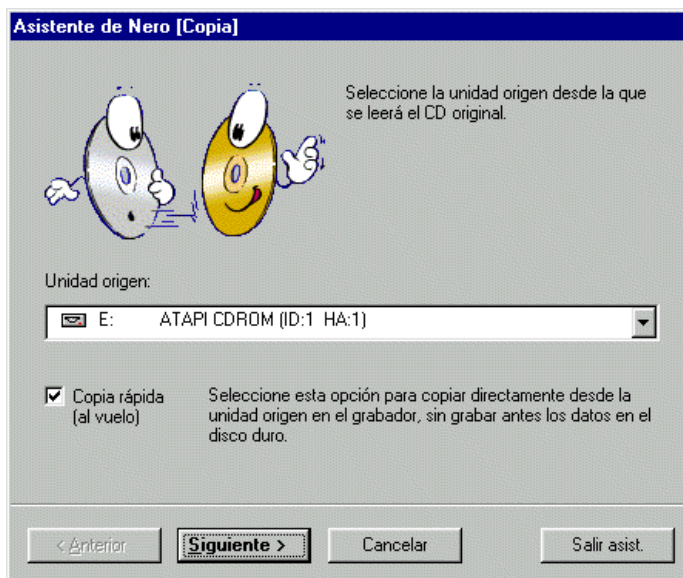 Asistente de Nero [Copia]
Seleccione la unidad origen desde la que
se leerá el CD original.
Unidad origen:
E: ATAPI CDROM (ID:1 HA:1)
Copia rápida
(al vuelo)
Seleccione esta opción para copiar directamente desde la
unidad origen en el grabador, sin grabar antes los datos en el
disco duro.
< Anterior
Siguiente >
Cancelar
Salir asist.